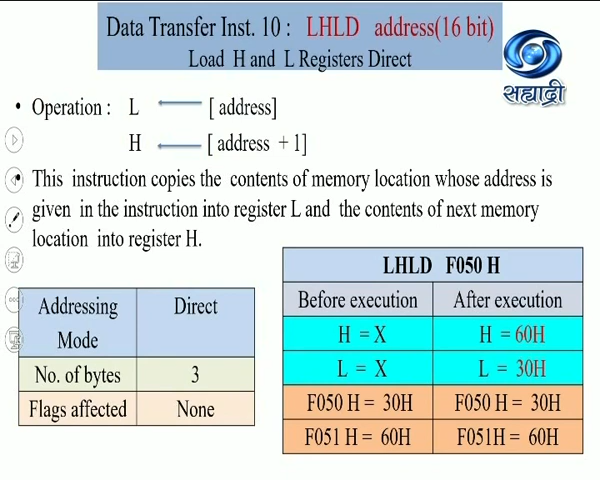 Data Transfer Inst. 10 : LHLD address(16 bit)
Load H and L Registers Direct
सह्याद्री
• Operation : L [ address]
H [ address + 1]
• This instruction copies the contents of memory location whose address is
given in the instruction into register L and the contents of next memory
location into register H.
Addressing Mode Direct
No. of bytes 3
Flags affected None
LHLD F050 H
Before execution After execution
H = X H = 60H
L = X L = 30H
F050 H = 30H F050 H = 30H
F051 H = 60H F051H = 60H